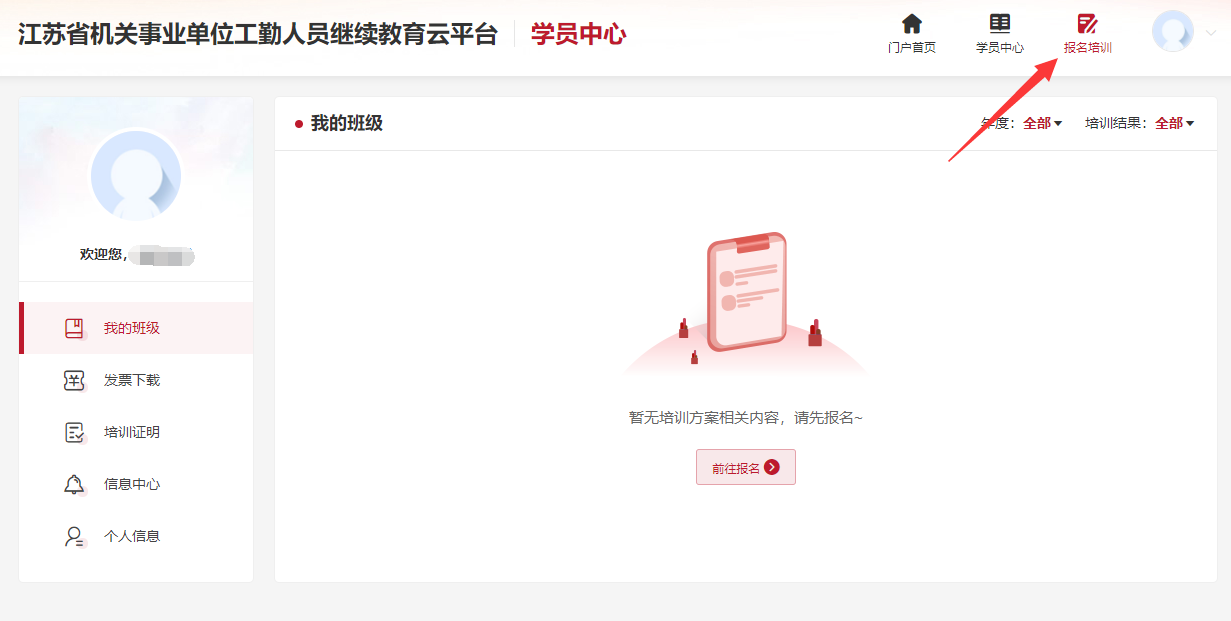 江苏省机关事业单位工勤人员继续教育云平台 学员中心
门户首页 学员中心 报名培训
我的班级
年度：全部 培训结果：全部
欢迎您，
我的班级
发票下载
培训证明
信息中心
个人信息
暂无培训方案相关内容，请先报名~
前往报名